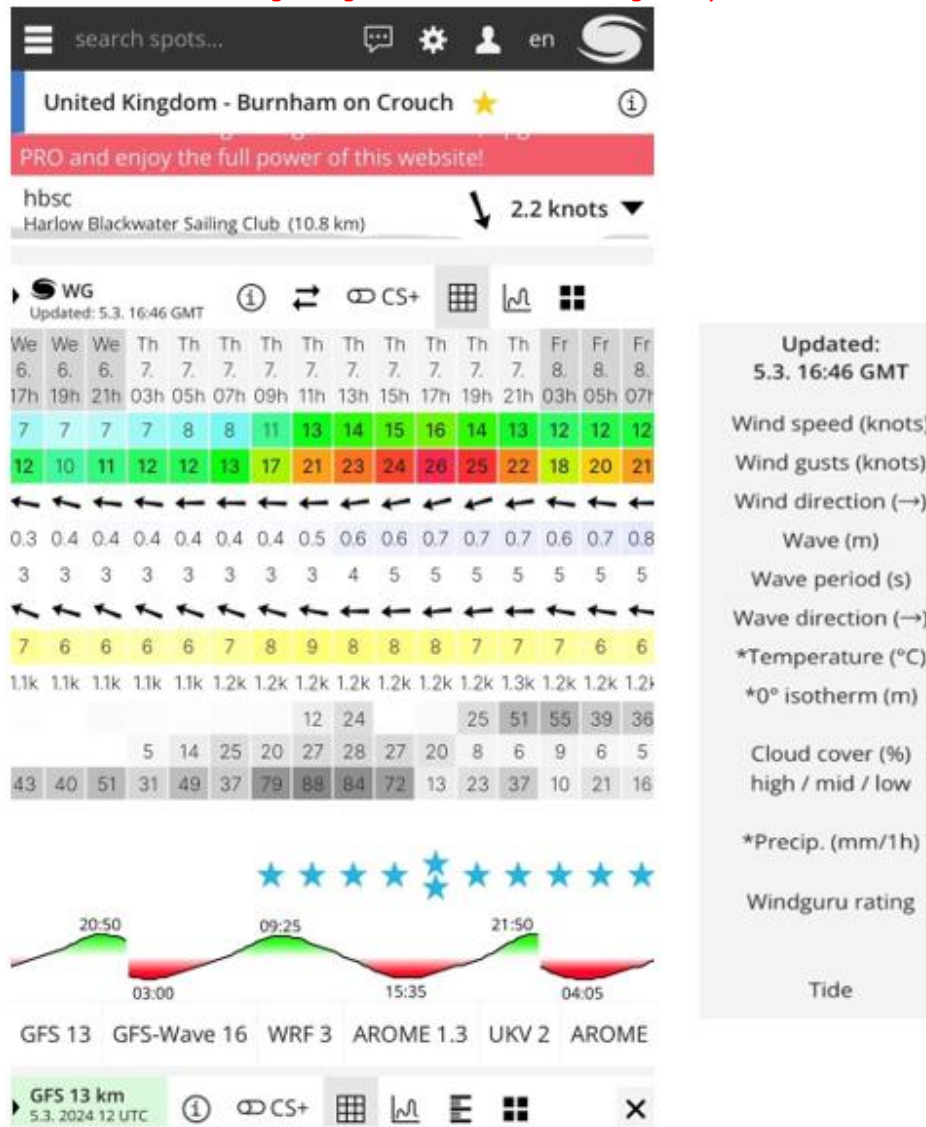 search spots... en
United Kingdom - Burnham on Crouch
PRO and enjoy the full power of this website!
hbsc
Harlow Blackwater Sailing Club (10.8 km)
2.2 knots
WG
Updated: 5.3. 16:46 GMT
CS+
We We We Th Th Th Th Th Th Th Th Th Th Fr Fr Fr
6. 6. 6. 7. 7. 7. 7. 7. 7. 7. 7. 7. 7. 8. 8. 8.
17h 19h 21h 03h 05h 07h 09h 11h 13h 15h 17h 19h 21h 03h 05h 07h
7 7 7 7 8 8 11 13 14 15 16 14 13 12 12 12
12 10 11 12 12 13 17 21 23 24 26 25 22 18 20 21
0.3 0.4 0.4 0.4 0.4 0.4 0.4 0.5 0.6 0.6 0.7 0.7 0.7 0.6 0.7 0.8
3 3 3 3 3 3 3 3 4 5 5 5 5 5 5 5
7 6 6 6 6 7 8 9 8 8 8 7 7 7 6 6
1.1k 1.1k 1.1k 1.1k 1.1k 1.2k 1.2k 1.2k 1.2k 1.2k 1.2k 1.2k 1.3k 1.2k 1.2k 1.2k
12 24 25 51 55 39 36
5 14 25 20 27 28 27 20 8 6 9 6 5
43 40 51 31 49 37 79 88 84 72 13 23 37 10 21 16
20:50 09:25 21:50
03:00 15:35 04:05
GFS 13 GFS-Wave 16 WRF 3 AROME 1.3 UKV 2 AROME
GFS 13 km
5.3. 2024 12 UTC
CS+
Updated:
5.3. 16:46 GMT
Wind speed (knots)
Wind gusts (knots)
Wind direction (→)
Wave (m)
Wave period (s)
Wave direction (→)
*Temperature (°C)
*0° isotherm (m)
Cloud cover (%)
high / mid / low
*Precip. (mm/1h)
Windguru rating
Tide